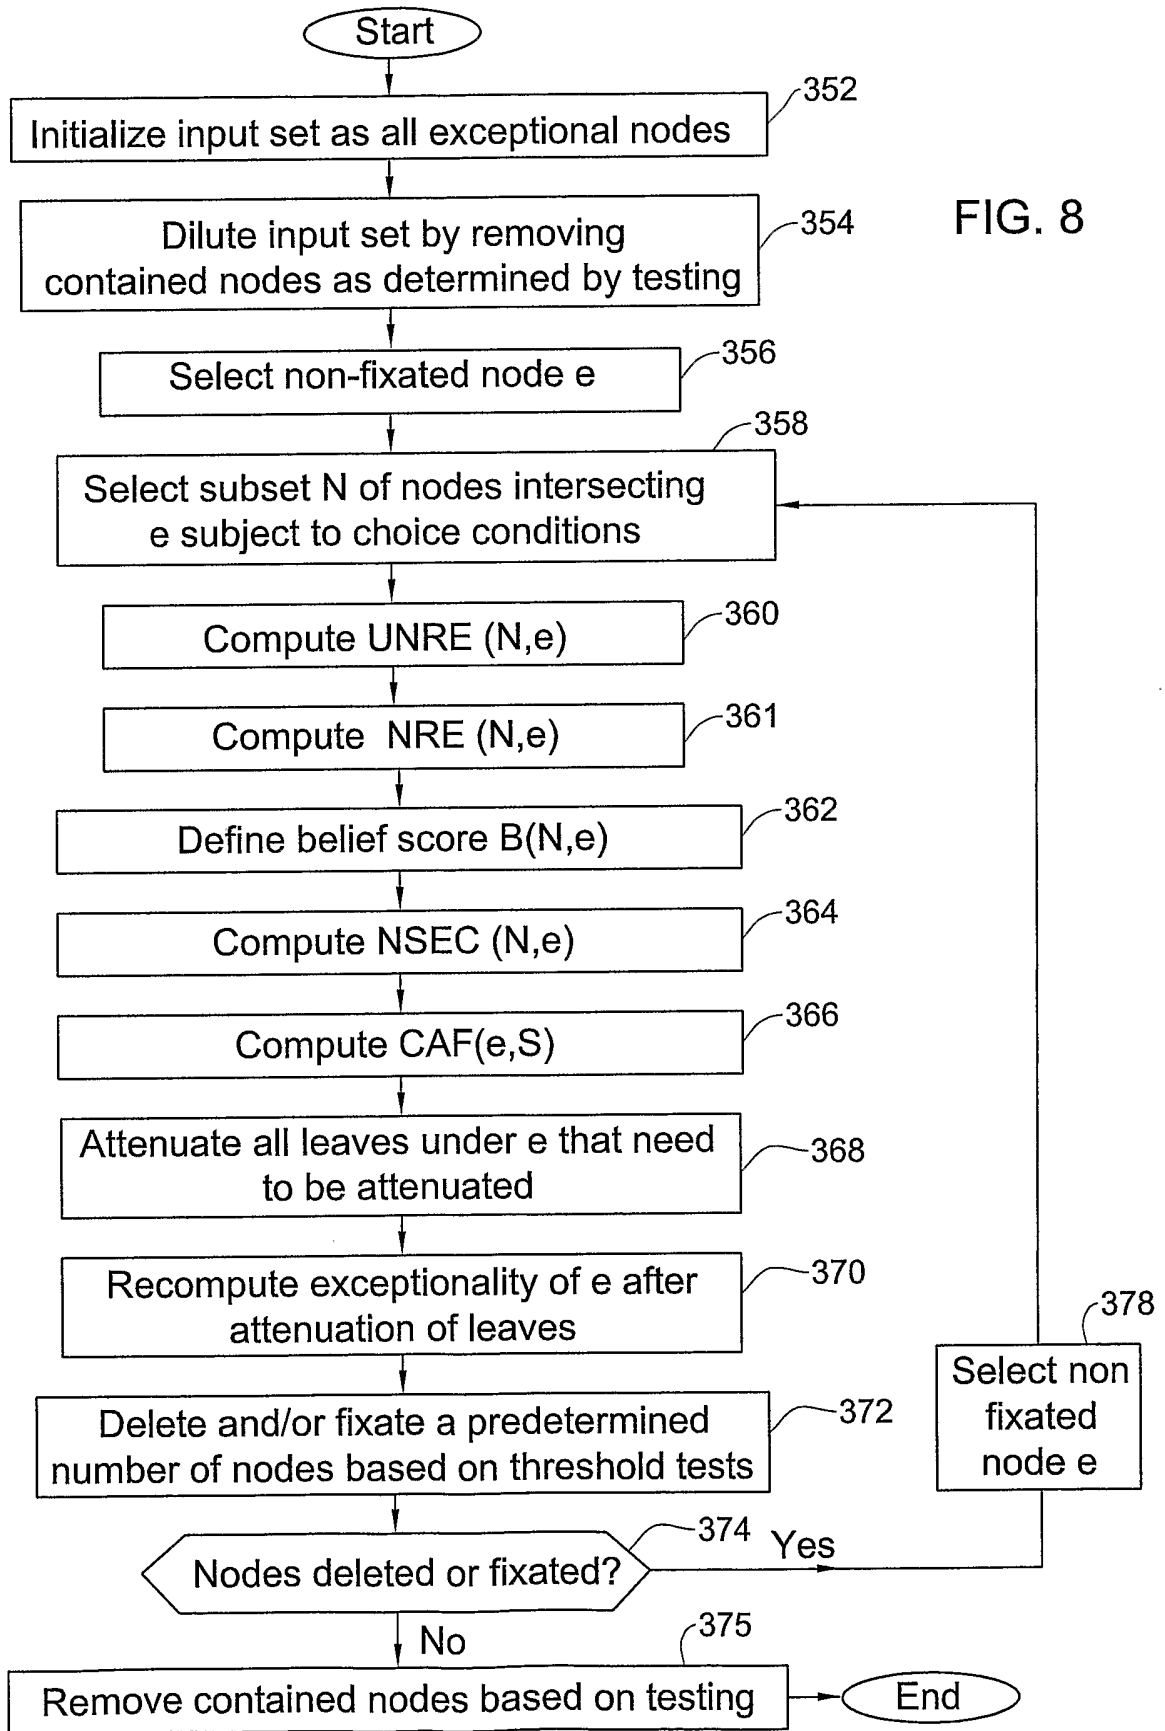 Start
352
Initialize input set as all exceptional nodes
FIG. 8
354
Dilute input set by removing
contained nodes as determined by testing
356
Select non-fixated node e
358
Select subset N of nodes intersecting
e subject to choice conditions
360
Compute UNRE (N,e)
361
Compute NRE (N,e)
362
Define belief score B(N,e)
364
Compute NSEC (N,e)
366
Compute CAF(e,S)
368
Attenuate all leaves under e that need
to be attenuated
370
Recompute exceptionality of e after
attenuation of leaves
378
Select non
fixated
node e
372
Delete and/or fixate a predetermined
number of nodes based on threshold tests
374
Nodes deleted or fixated?
Yes
No
375
Remove contained nodes based on testing
End